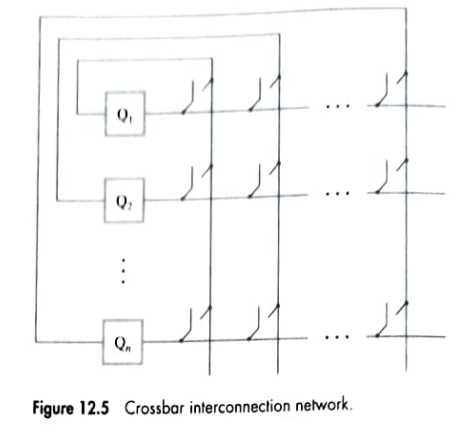 Q₁
...
Q₂
...
⋮
Qₙ
...
Figure 12.5 Crossbar interconnection network.